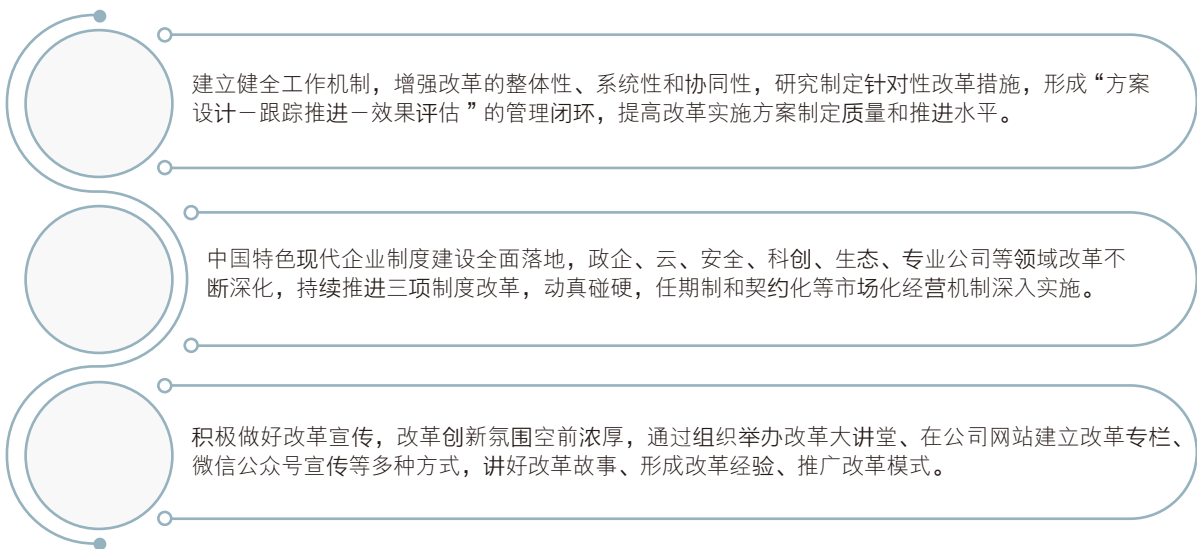 建立健全工作机制，增强改革的整体性、系统性和协同性，研究制定针对性改革措施，形成“方案
设计－跟踪推进－效果评估”的管理闭环，提高改革实施方案制定质量和推进水平。
中国特色现代企业制度建设全面落地，政企、云、安全、科创、生态、专业公司等领域改革不
断深化，持续推进三项制度改革，动真碰硬，任期制和契约化等市场化经营机制深入实施。
积极做好改革宣传，改革创新氛围空前浓厚，通过组织举办改革大讲堂、在公司网站建立改革专栏、
微信公众号宣传等多种方式，讲好改革故事、形成改革经验、推广改革模式。